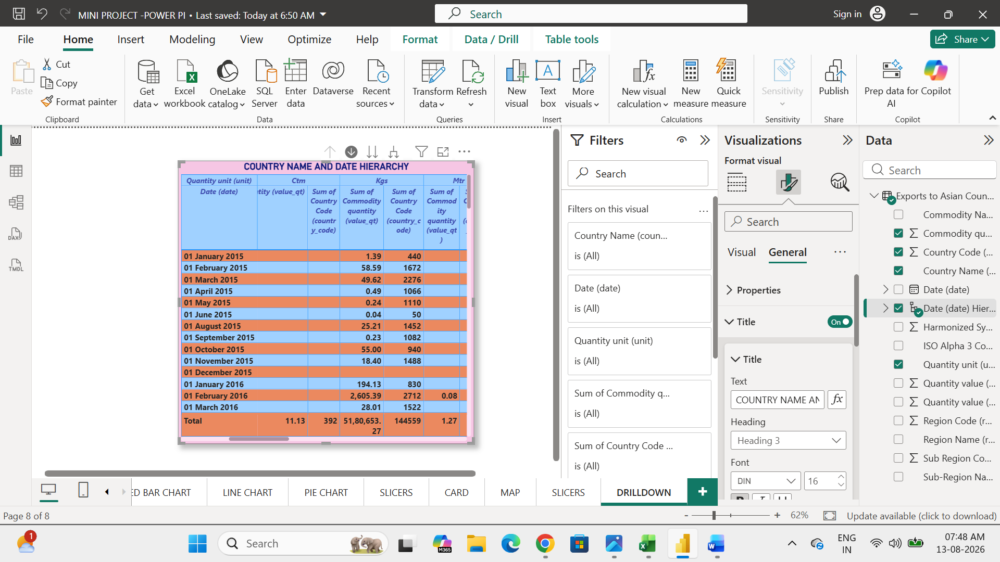 MINI PROJECT -POWER PI • Last saved: Today at 6:50 AM
Search
Sign in
File
Home
Insert
Modeling
View
Optimize
Help
Format
Data / Drill
Table tools
Share
Paste
Cut
Copy
Format painter
Get data
Excel workbook
OneLake catalog
SQL Server
Enter data
Dataverse
Recent sources
Transform data
Refresh
New visual
Text box
More visuals
New visual calculation
New measure
Quick measure
Sensitivity
Publish
Prep data for AI
Copilot
Clipboard
Data
Queries
Insert
Calculations
Sensitivity
Share
Copilot
COUNTRY NAME AND DATE HIERARCHY
Quantity unit (unit) Ctm Kgs Mtr
Date (date)
tity (value_qt)
Sum of Country Code (countr y_code)
Sum of Commodity quantity (value_qt)
Sum of Country Code (country_c ode)
Sum of Commod ity quantity (value_qt )
01 January 2015 1.39 440
01 February 2015 58.59 1672
01 March 2015 49.62 2276
01 April 2015 0.49 1066
01 May 2015 0.24 1110
01 June 2015 0.04 50
01 August 2015 25.21 1452
01 September 2015 0.23 1082
01 October 2015 55.00 940
01 November 2015 18.40 1488
01 December 2015
01 January 2016 194.13 830
01 February 2016 2,605.39 2712 0.08
01 March 2016 28.01 1522
Total 11.13 392 51,80,653.27 144559 1.27
Filters
Search
Filters on this visual
...
Country Name (coun...
is (All)
Date (date)
is (All)
Quantity unit (unit)
is (All)
Sum of Commodity q...
is (All)
Sum of Country Code ...
is (All)
Visualizations
Format visual
Search
Visual
General
...
Properties
Title
On
Title
Text
COUNTRY NAME AN
fx
Heading
Heading 3
Font
DIN
16
Data
Search
Exports to Asian Coun...
Commodity Na...
Commodity qu...
Country Code (...
Country Name (...
Date (date)
Date (date) Hier...
Harmonized Sy...
ISO Alpha 3 Co...
Quantity unit (u...
Quantity value (...
Quantity value (...
Region Code (r...
Region Name (r...
Sub Region Co...
Sub-Region Na...
DAX
TMDL
ED BAR CHART
LINE CHART
PIE CHART
SLICERS
CARD
MAP
SLICERS
DRILLDOWN
+
Page 8 of 8
- + 62%
Update available (click to download)
1
Search
M365
ENG
IN
07:48 AM
13-08-2026